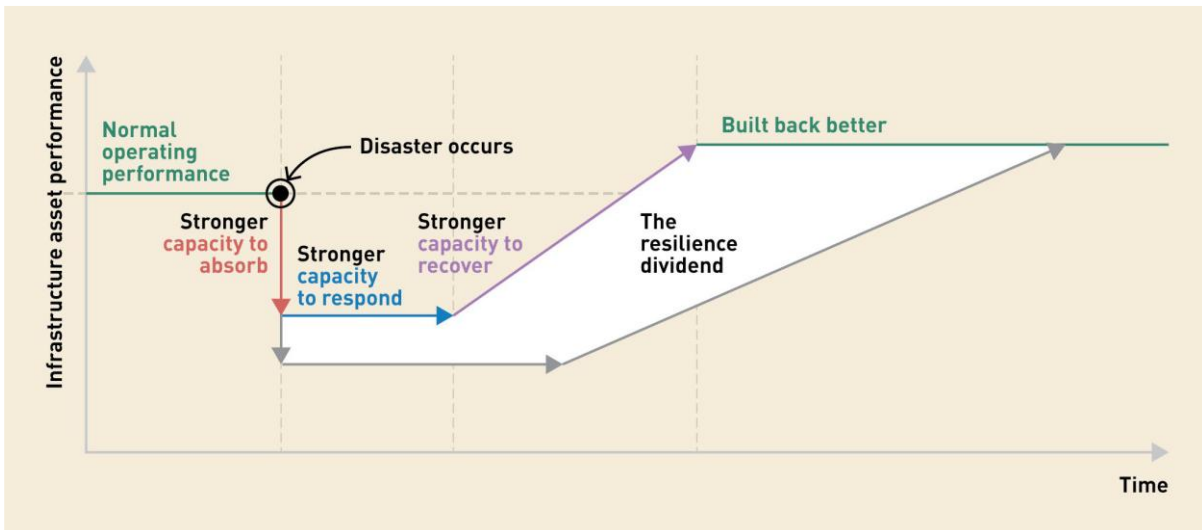 Infrastructure asset performance
Normal
operating
performance
Disaster occurs
Built back better
Stronger
capacity to
absorb
Stronger
capacity
to respond
Stronger
capacity to
recover
The
resilience
dividend
Time